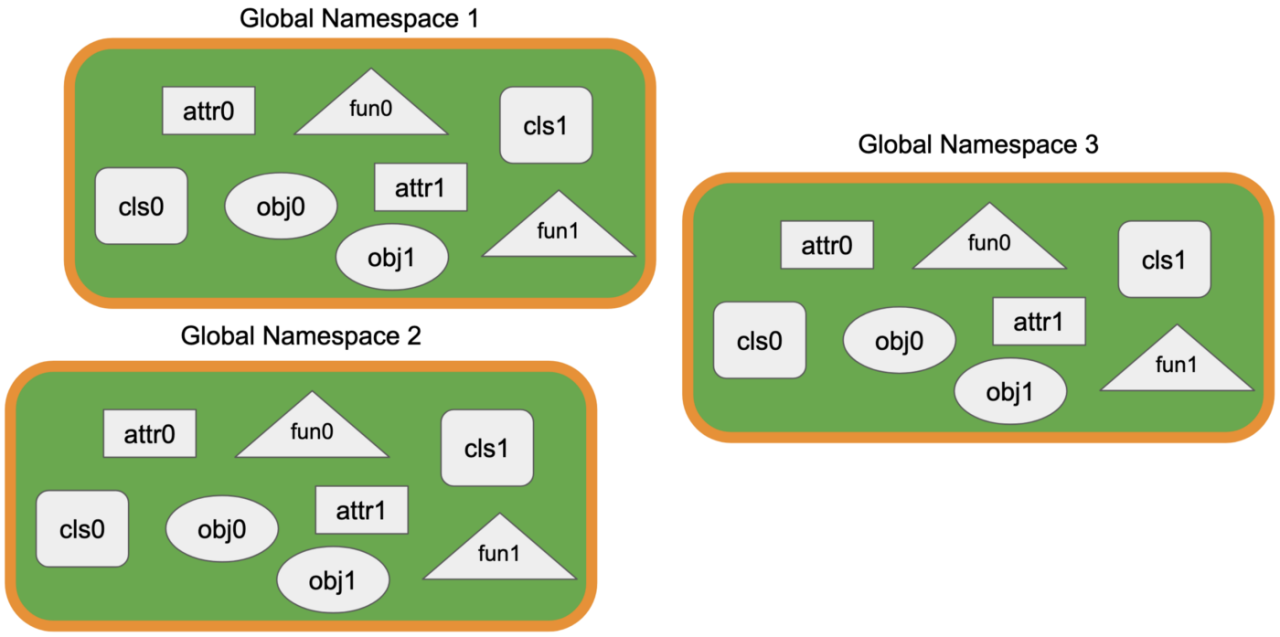 Global Namespace 1
attr0
fun0
cls1
cls0
obj0
attr1
fun1
obj1
Global Namespace 2
attr0
fun0
cls1
cls0
obj0
attr1
fun1
obj1
Global Namespace 3
attr0
fun0
cls1
cls0
obj0
attr1
fun1
obj1